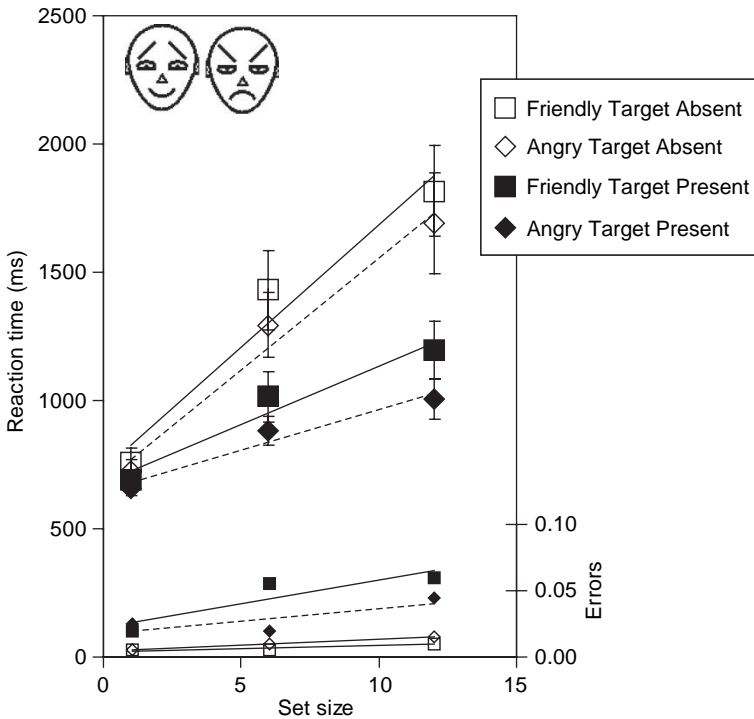 2500
2000
1500
1000
500
0
Reaction time (ms)
0
5
10
15
Set size
0.10
0.05
0.00
Errors
Friendly Target Absent
Angry Target Absent
Friendly Target Present
Angry Target Present